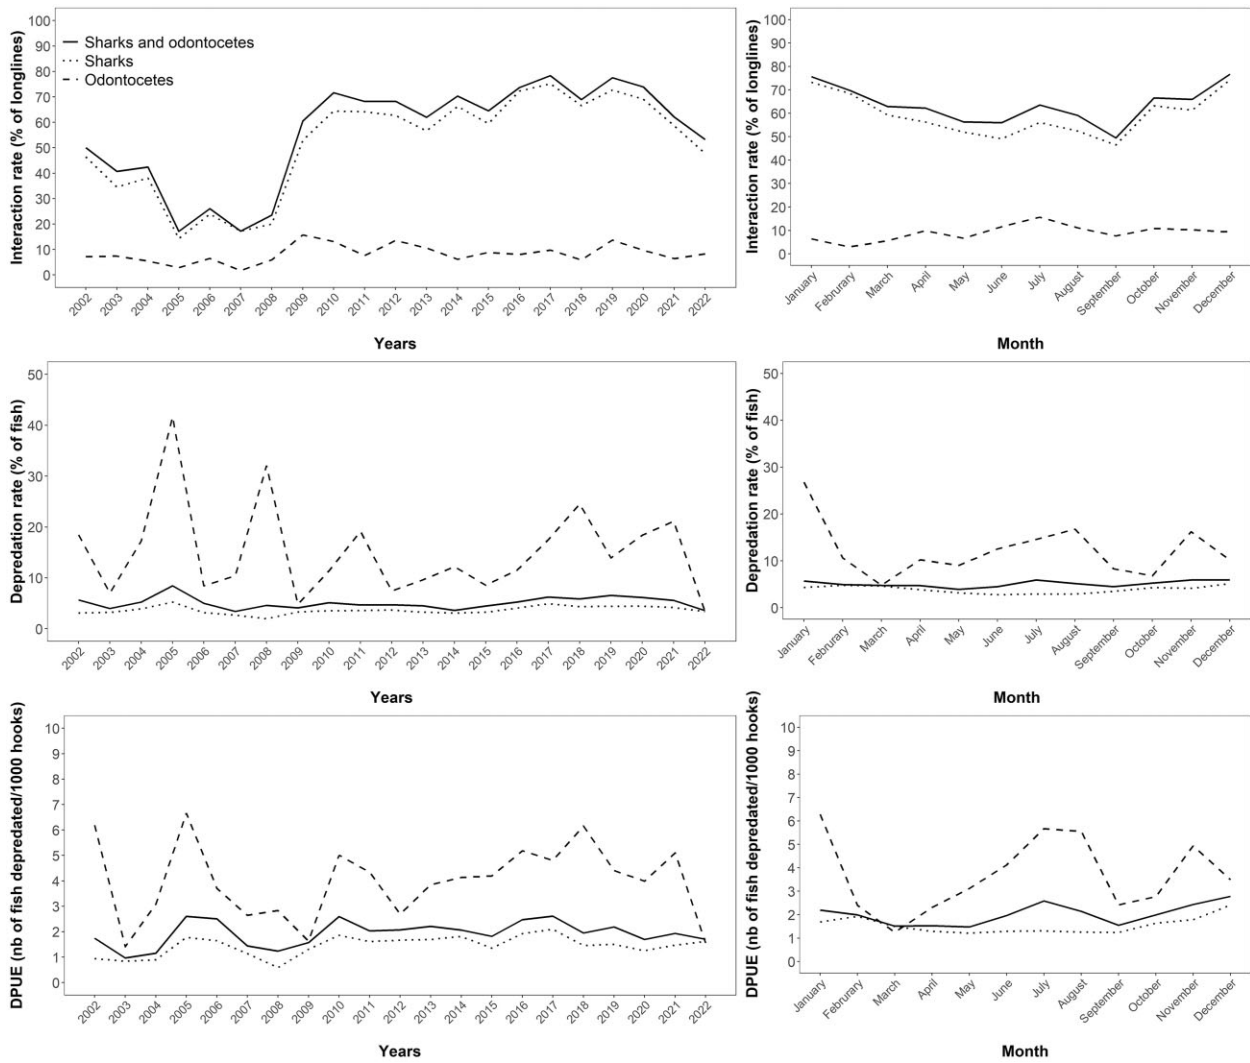 Interaction rate (% of longlines)
100
90
80
70
60
50
40
30
20
10
0
Sharks and odontocetes
Sharks
Odontocetes
2002
2003
2004
2005
2006
2007
2008
2009
2010
2011
2012
2013
2014
2015
2016
2017
2018
2019
2020
2021
2022
Years
Interaction rate (% of longlines)
100
90
80
70
60
50
40
30
20
10
0
January
Februrary
March
April
May
June
July
August
September
October
November
December
Month
Depredation rate (% of fish)
50
40
30
20
10
0
2002
2003
2004
2005
2006
2007
2008
2009
2010
2011
2012
2013
2014
2015
2016
2017
2018
2019
2020
2021
2022
Years
Depredation rate (% of fish)
50
40
30
20
10
0
January
Februrary
March
April
May
June
July
August
September
October
November
December
Month
DPUE (nb of fish depredated/1000 hooks)
10
9
8
7
6
5
4
3
2
1
0
2002
2003
2004
2005
2006
2007
2008
2009
2010
2011
2012
2013
2014
2015
2016
2017
2018
2019
2020
2021
2022
Years
DPUE (nb of fish depredated/1000 hooks)
10
9
8
7
6
5
4
3
2
1
0
January
Februrary
March
April
May
June
July
August
September
October
November
December
Month